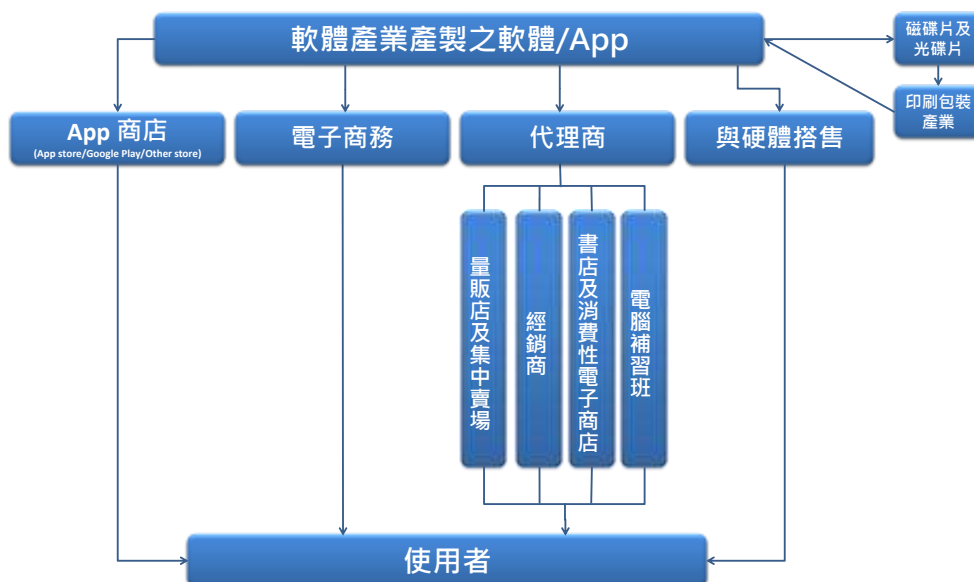 軟體產業產製之軟體/App
磁碟片及
光碟片
印刷包裝
產業
App 商店
(App store/Google Play/Other store)
電子商務
代理商
與硬體搭售
量販店及集中賣場
經銷商
書店及消費性電子商店
電腦補習班
使用者